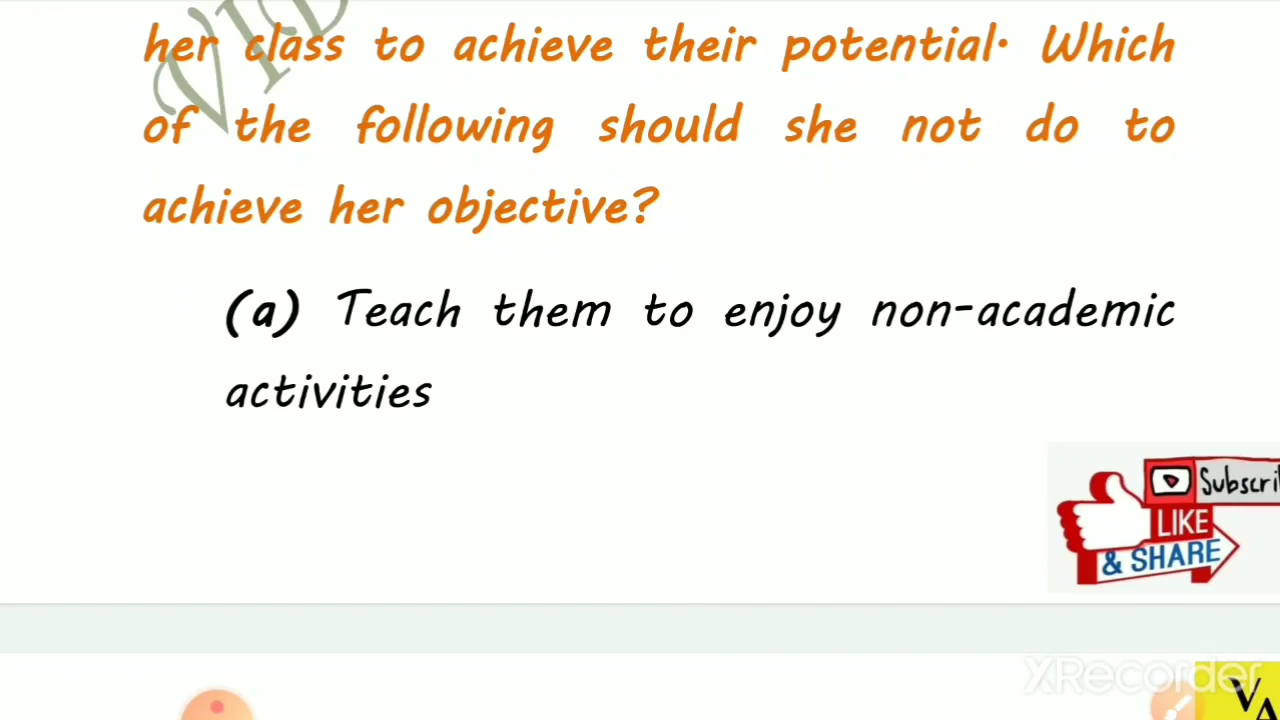 her class to achieve their potential. Which
of the following should she not do to
achieve her objective?
(a) Teach them to enjoy non-academic
activities
LIKE
& SHARE
XRecorder